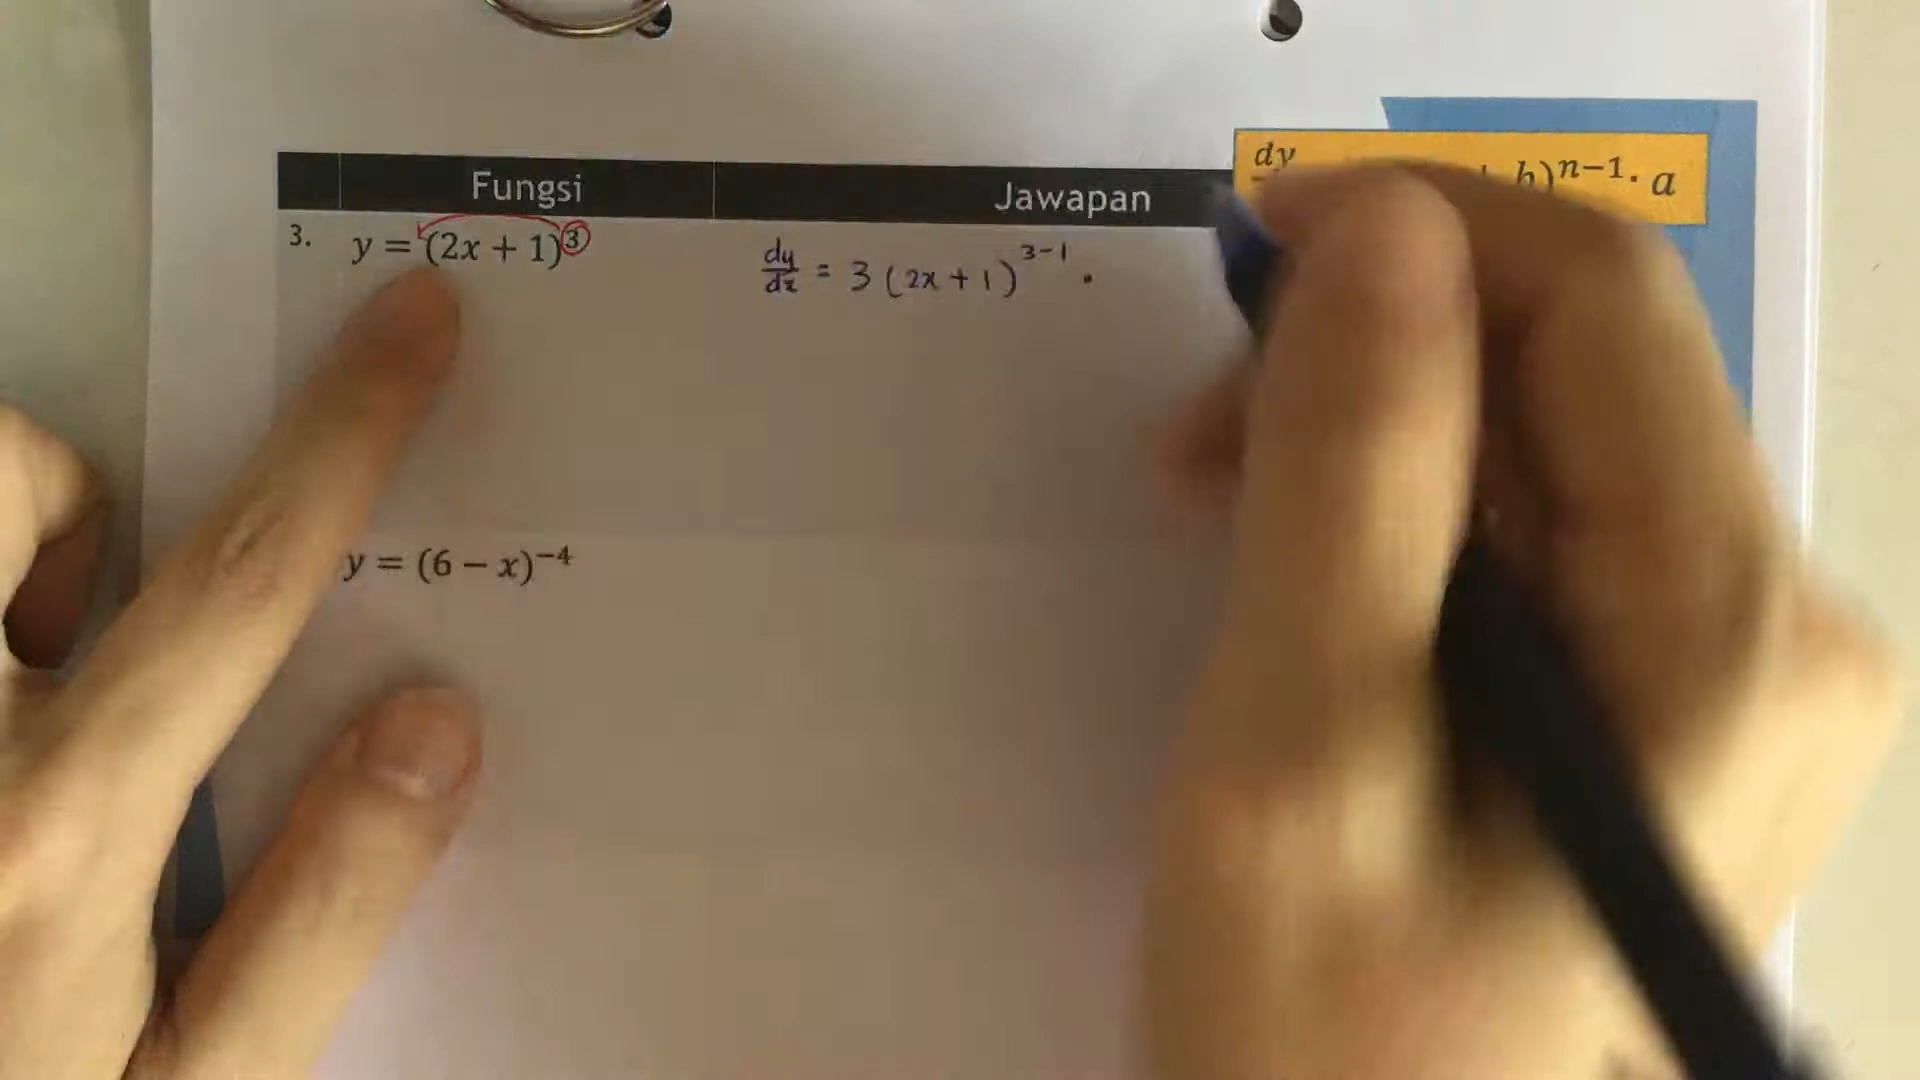 dy
b)ⁿ⁻¹· a
Fungsi Jawapan
3. y = (2x + 1)³
dy/dx = 3(2x+1)³⁻¹ ·
y = (6 − x)⁻⁴